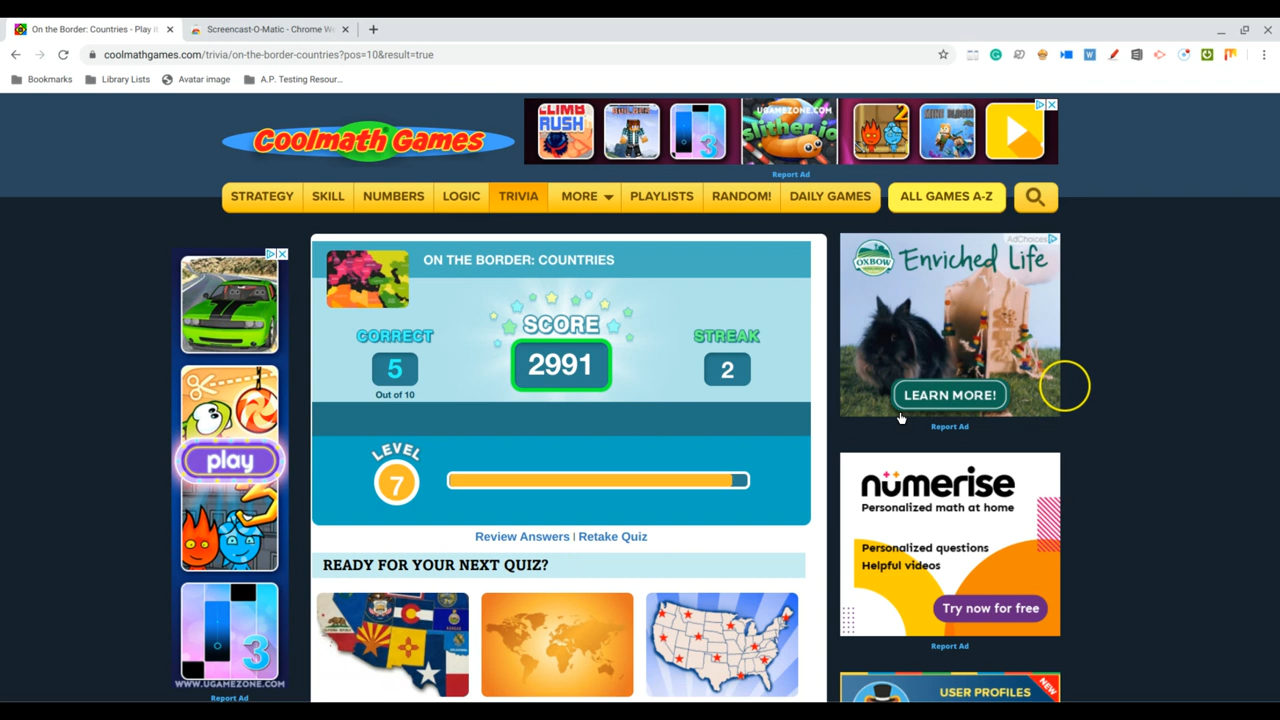 On the Border: Countries - Play i
Screencast-O-Matic - Chrome We
coolmathgames.com/trivia/on-the-border-countries?pos=10&result=true
Bookmarks
Library Lists
Avatar image
A.P. Testing Resour...
Coolmath Games
CLIMB RUSH
3
UGAMEZONE.COM
slither.io
2
Report Ad
STRATEGY
SKILL
NUMBERS
LOGIC
TRIVIA
MORE
PLAYLISTS
RANDOM!
DAILY GAMES
ALL GAMES A-Z
play
3
WWW.UGAMEZONE.COM
Report Ad
ON THE BORDER: COUNTRIES
CORRECT
5
Out of 10
SCORE
2991
STREAK
2
LEVEL
7
Review Answers | Retake Quiz
READY FOR YOUR NEXT QUIZ?
AdChoices
OXBOW
Enriched Life
LEARN MORE!
Report Ad
numerise
Personalized math at home
Personalized questions
Helpful videos
Try now for free
Report Ad
USER PROFILES
NEW